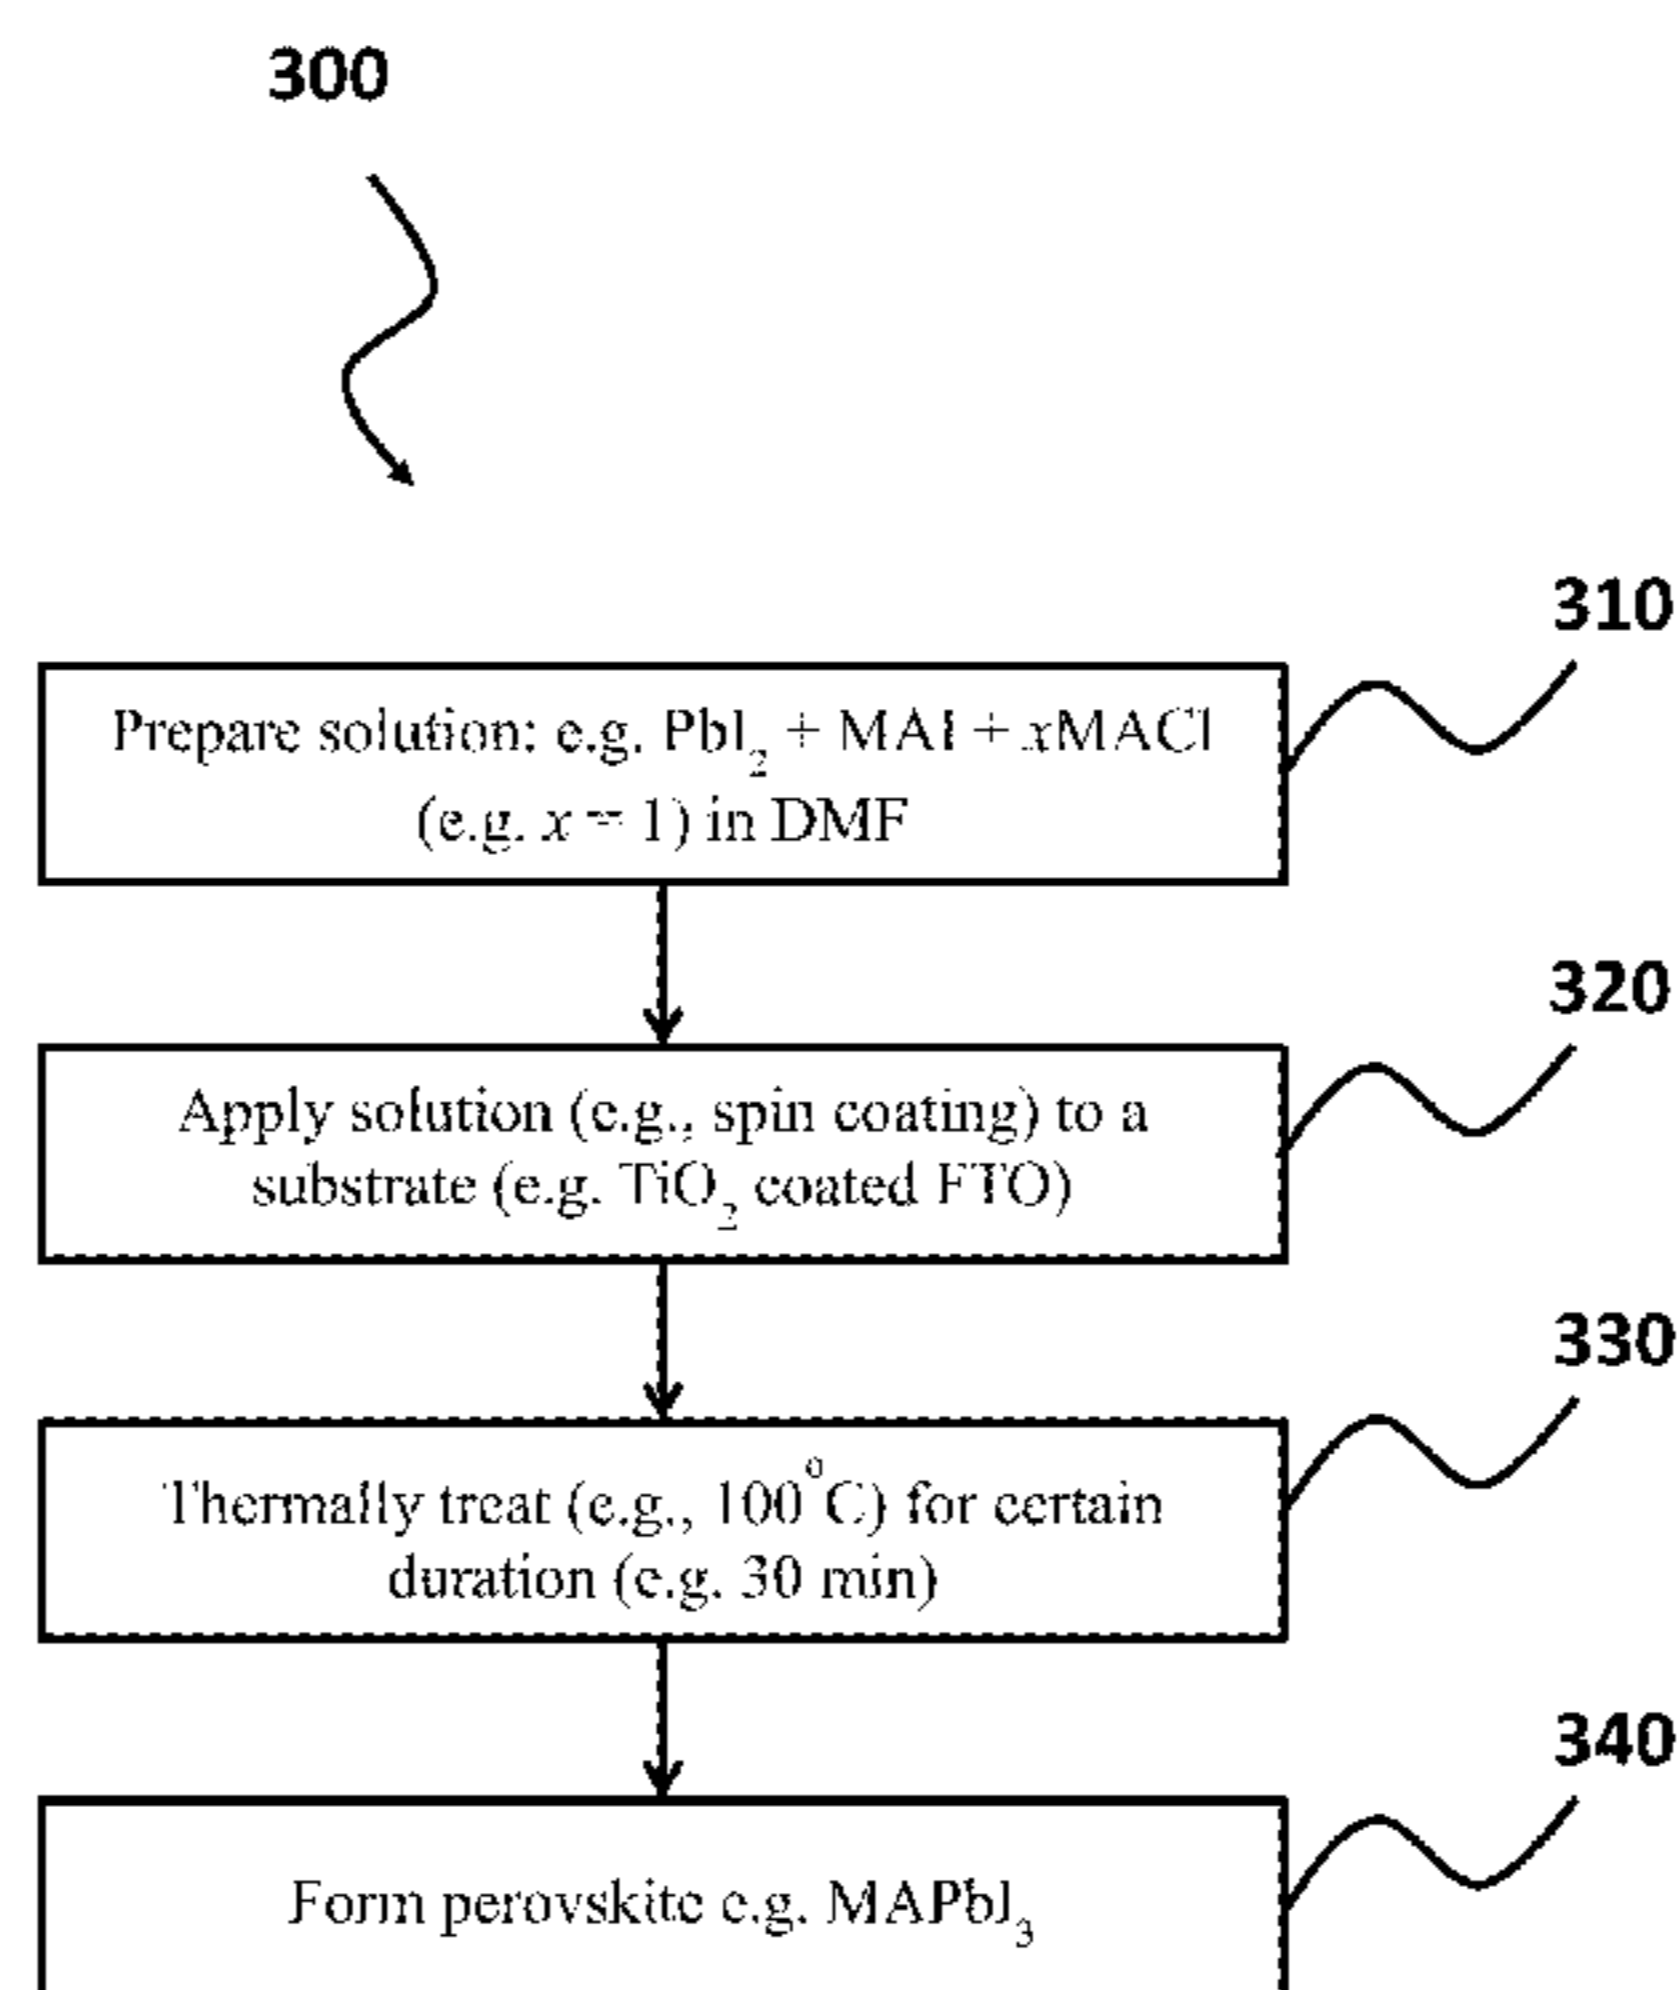 300
310
Prepare solution: e.g. PbI₂ + MAI + xMACl
(e.g. x = 1) in DMF
320
Apply solution (e.g., spin coating) to a
substrate (e.g. TiO₂ coated FTO)
330
Thermally treat (e.g., 100°C) for certain
duration (e.g. 30 min)
340
Form perovskite e.g. MAPbI₃